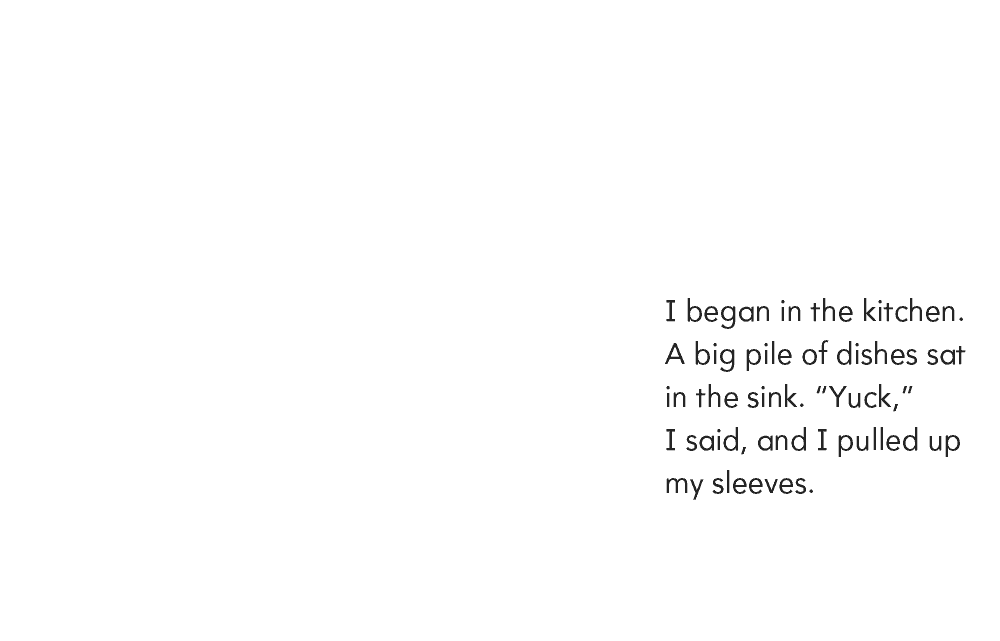 I began in the kitchen.
A big pile of dishes sat
in the sink. “Yuck,”
I said, and I pulled up
my sleeves.